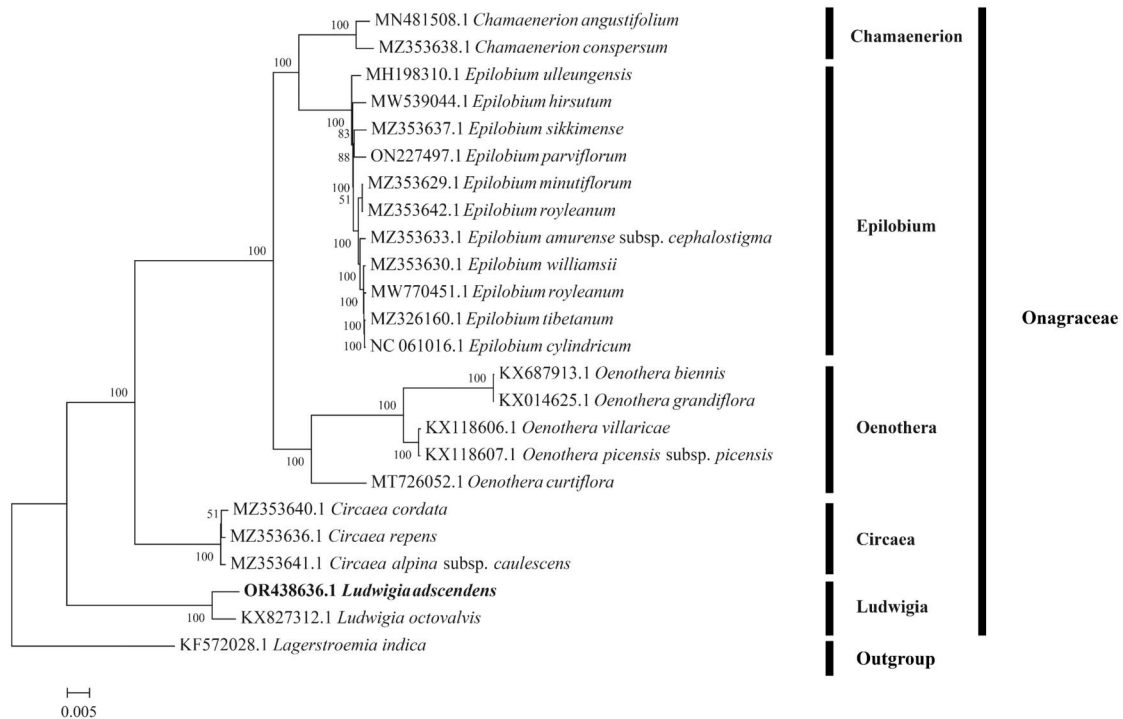 100
MN481508.1 Chamaenerion angustifolium
MZ353638.1 Chamaenerion conspersum
Chamaenerion
100
MH198310.1 Epilobium ulleungensis
MW539044.1 Epilobium hirsutum
100
83
MZ353637.1 Epilobium sikkimense
88
ON227497.1 Epilobium parviflorum
100
MZ353629.1 Epilobium minutiflorum
51
MZ353642.1 Epilobium royleanum
100
MZ353633.1 Epilobium amurense subsp. cephalostigma
100
MZ353630.1 Epilobium williamsii
100
MW770451.1 Epilobium royleanum
100
MZ326160.1 Epilobium tibetanum
100
NC 061016.1 Epilobium cylindricum
Epilobium
100
100
KX687913.1 Oenothera biennis
KX014625.1 Oenothera grandiflora
100
KX118606.1 Oenothera villaricae
100
KX118607.1 Oenothera picensis subsp. picensis
100
MT726052.1 Oenothera curtiflora
Oenothera
100
51
MZ353640.1 Circaea cordata
MZ353636.1 Circaea repens
100
MZ353641.1 Circaea alpina subsp. caulescens
Circaea
OR438636.1 Ludwigia adscendens
100
KX827312.1 Ludwigia octovalvis
Ludwigia
Onagraceae
KF572028.1 Lagerstroemia indica
Outgroup
0.005